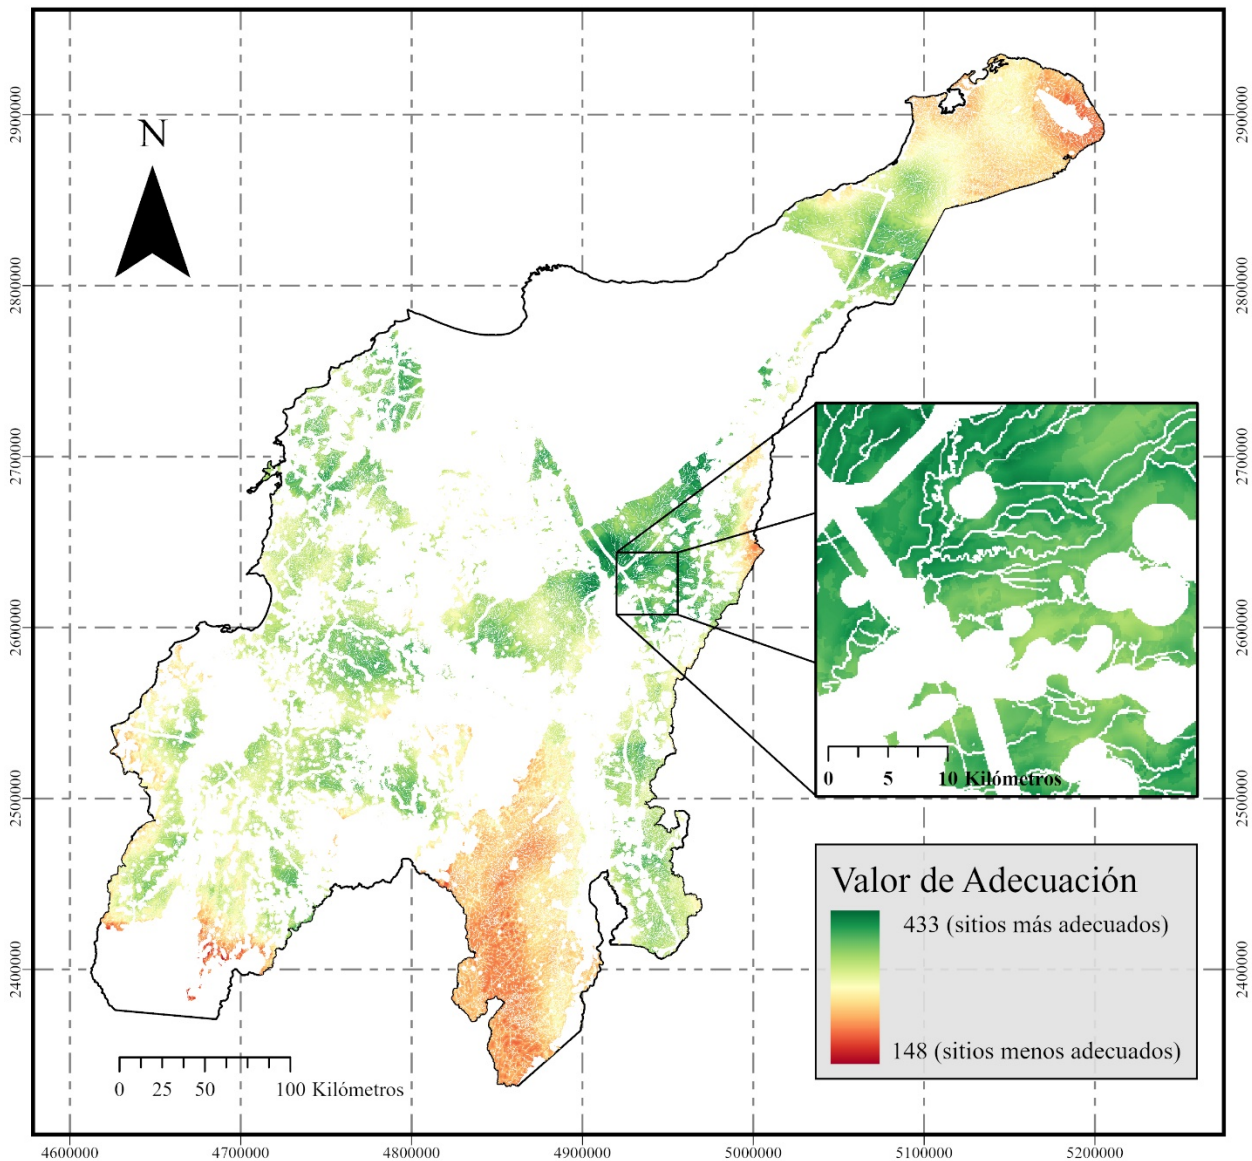 N
2900000
2900000
2800000
2800000
2700000
2700000
2600000
2600000
2500000
2500000
2400000
2400000
0 5 10 Kilómetros
Valor de Adecuación
433 (sitios más adecuados)
148 (sitios menos adecuados)
0 25 50 100 Kilómetros
4600000 4700000 4800000 4900000 5000000 5100000 5200000